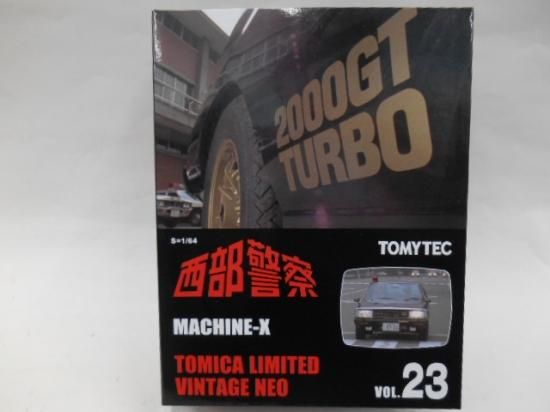 2000GT
TURBO
S=1/64
TOMYTEC
西部警察
MACHINE-X
TOMICA LIMITED
VINTAGE NEO
VOL.23